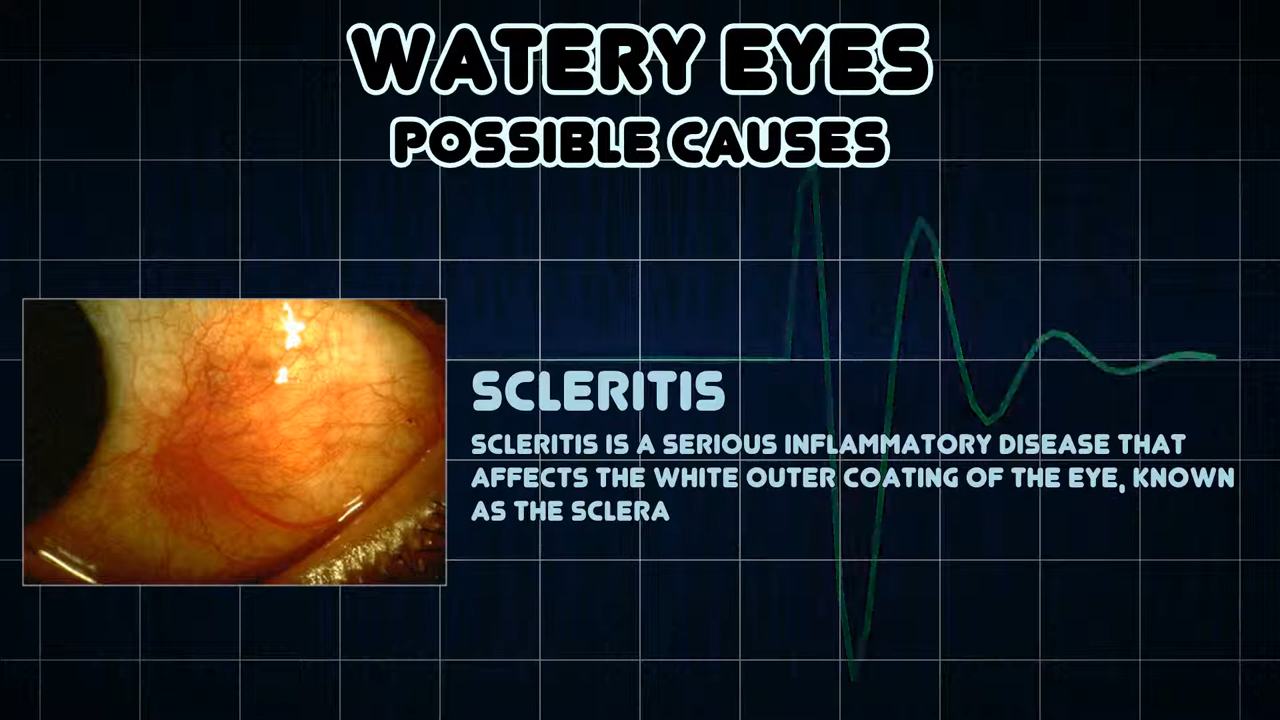 WATERY EYES
POSSIBLE CAUSES
SCLERITIS
SCLERITIS IS A SERIOUS INFLAMMATORY DISEASE THAT
AFFECTS THE WHITE OUTER COATING OF THE EYE, KNOWN
AS THE SCLERA